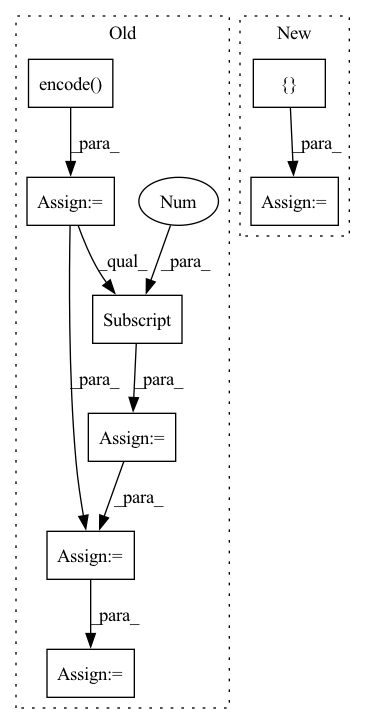 Old
New
encode()
{}
_para_
_para_
Assign:=
Num
Assign:=
_qual_
_para_
Subscript
_para_
_para_
Assign:=
_para_
Assign:=
_para_
Assign:=